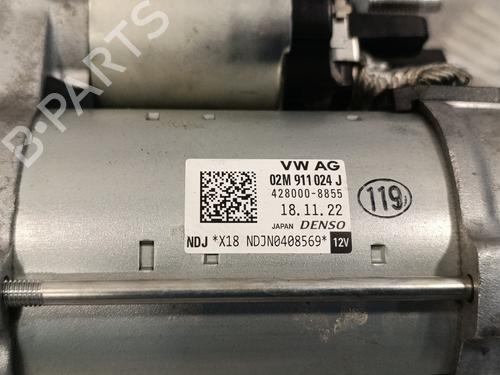 VW AG
02M 911 024 J
428000-8855
18.11.22
JAPAN DENSO
NDJ *X18 NDJN0408569* 12V
119
B-PARTS